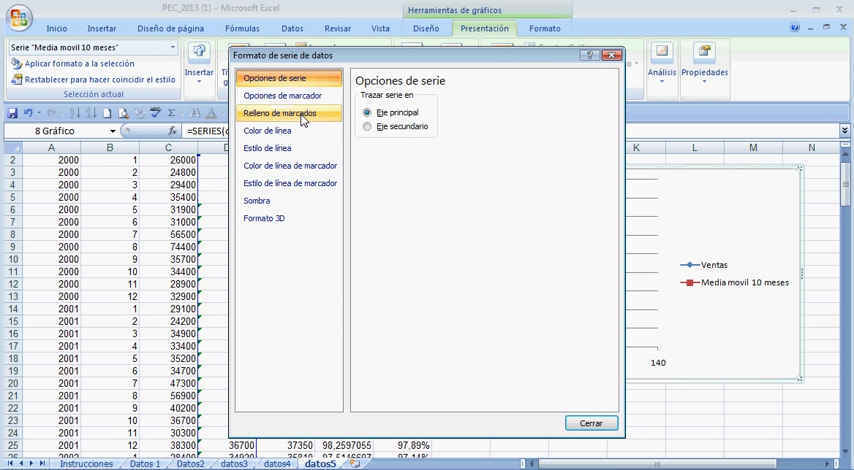 PEC_2013 (1) - Microsoft Excel
Herramientas de gráficos
Inicio Insertar Diseño de página Fórmulas Datos Revisar Vista Diseño Presentación Formato
Serie "Media movil 10 meses"
Aplicar formato a la selección
Restablecer para hacer coincidir el estilo
Selección actual
Insertar
Análisis
Propiedades
8 Gráfico =SERIES(
Formato de serie de datos
Opciones de serie
Opciones de marcador
Relleno de marcados
Color de línea
Estilo de línea
Color de línea de marcador
Estilo de línea de marcador
Sombra
Formato 3D
Opciones de serie
Trazar serie en
Eje principal
Eje secundario
Cerrar
A B C K L M N
2 2000 1 26000
3 2000 2 24800
4 2000 3 29400
5 2000 4 35400
6 2000 5 31900
7 2000 6 31000
8 2000 7 56500
9 2000 8 74400
10 2000 9 35700
11 2000 10 34400
12 2000 11 28900
13 2000 12 32900
14 2001 1 29100
15 2001 2 24200
16 2001 3 34900
17 2001 4 33400
18 2001 5 35200
19 2001 6 34700
20 2001 7 47300
21 2001 8 56900
22 2001 9 40200
23 2001 10 36700
24 2001 11 30300
25 2001 12 38300 36700 37350 98,2597055 97,89%
Ventas
Media movil 10 meses
140
Instrucciones Datos 1 Datos2 datos3 datos4 datos5